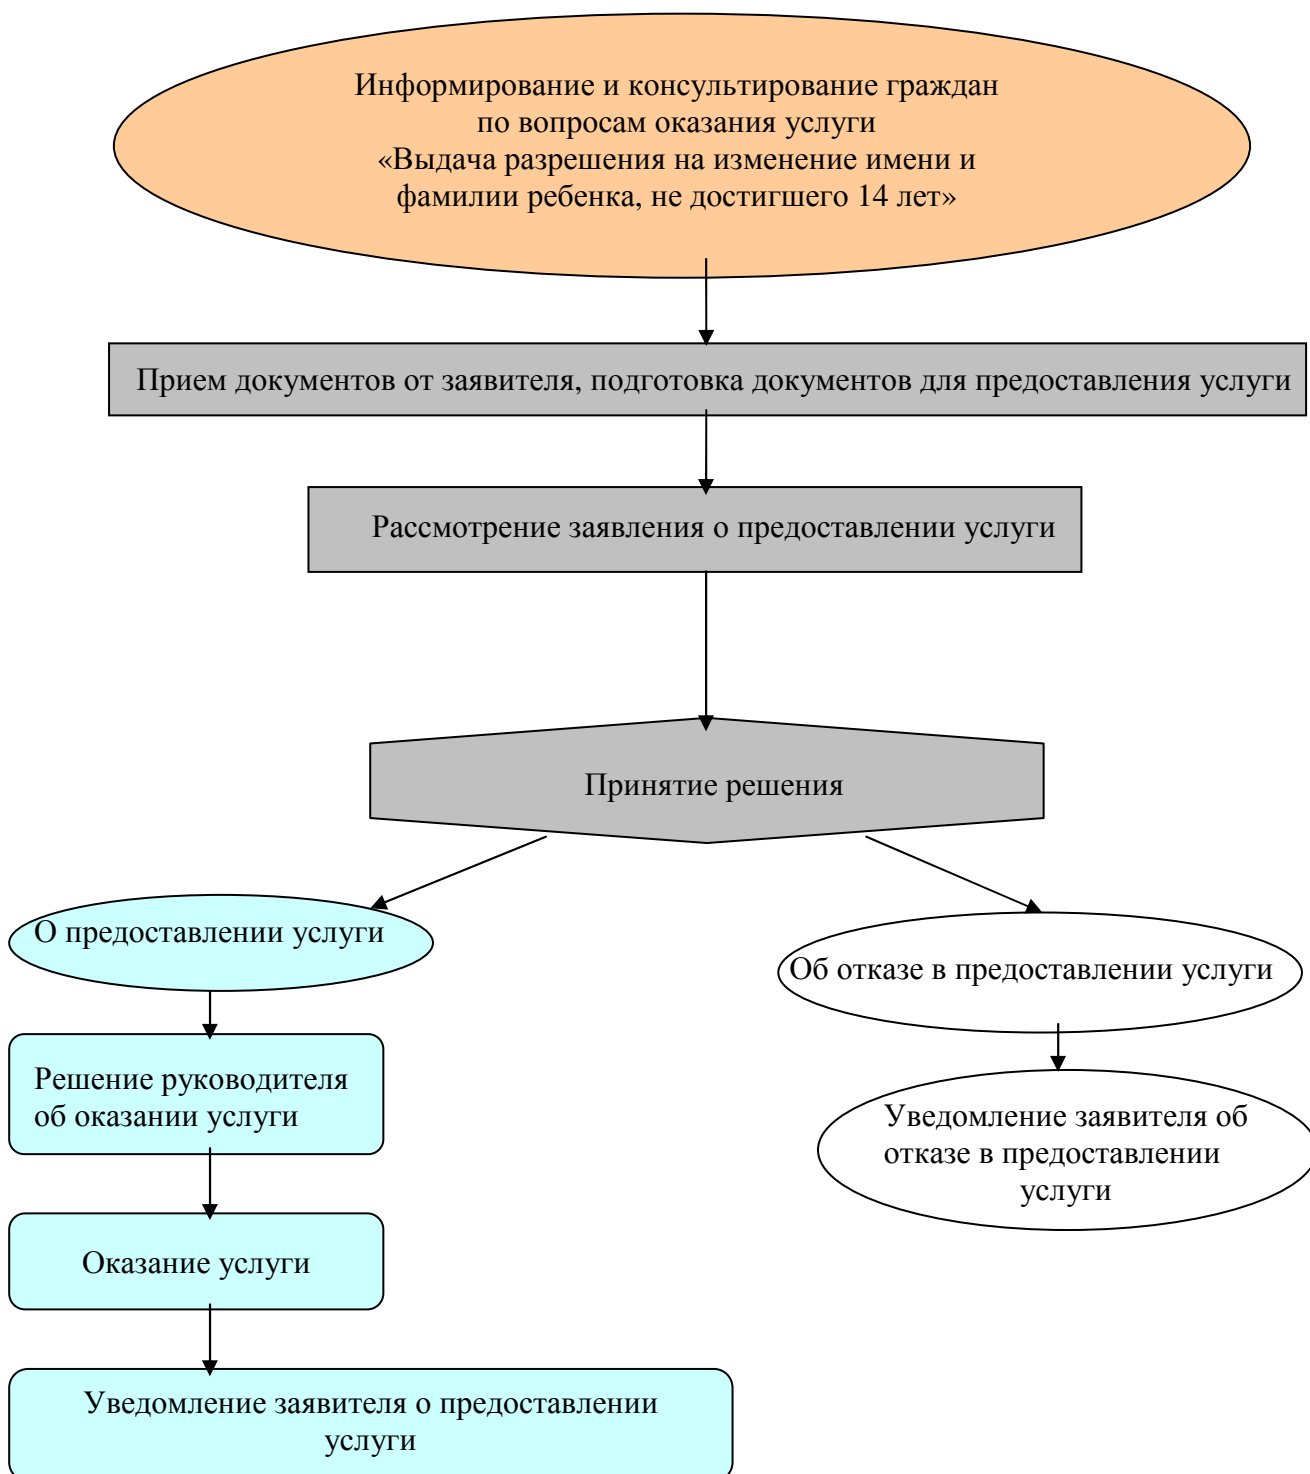 Информирование и консультирование граждан
по вопросам оказания услуги
«Выдача разрешения на изменение имени и
фамилии ребенка, не достигшего 14 лет»
Прием документов от заявителя, подготовка документов для предоставления услуги
Рассмотрение заявления о предоставлении услуги
Принятие решения
О предоставлении услуги
Об отказе в предоставлении услуги
Решение руководителя
об оказании услуги
Уведомление заявителя об
отказе в предоставлении
услуги
Оказание услуги
Уведомление заявителя о предоставлении
услуги